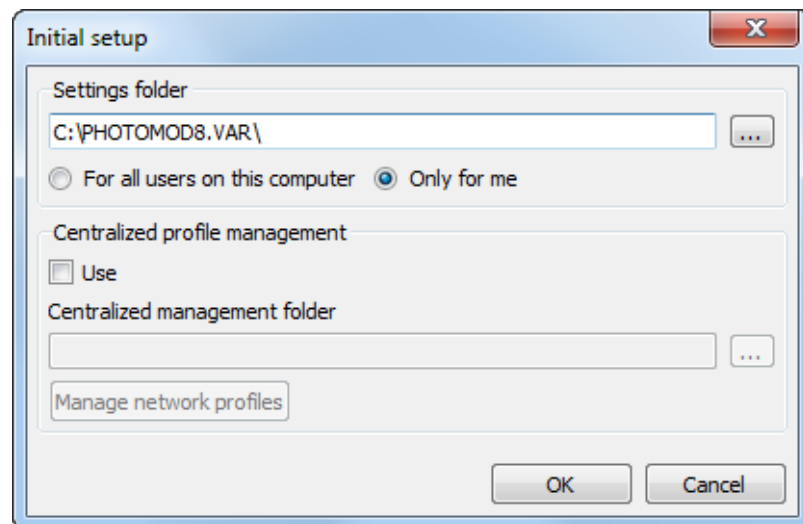 Initial setup
Settings folder
C:\PHOTOMOD8.VAR\
...
For all users on this computer Only for me
Centralized profile management
Use
Centralized management folder
...
Manage network profiles
OK Cancel